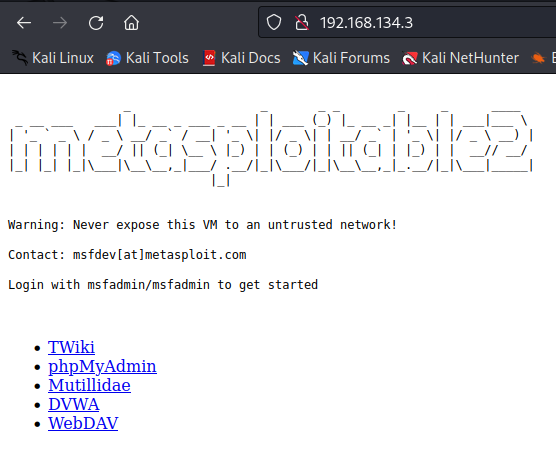 192.168.134.3
Kali Linux Kali Tools Kali Docs Kali Forums Kali NetHunter
metasploitable2
Warning: Never expose this VM to an untrusted network!
Contact: msfdev[at]metasploit.com
Login with msfadmin/msfadmin to get started
TWiki
phpMyAdmin
Mutillidae
DVWA
WebDAV